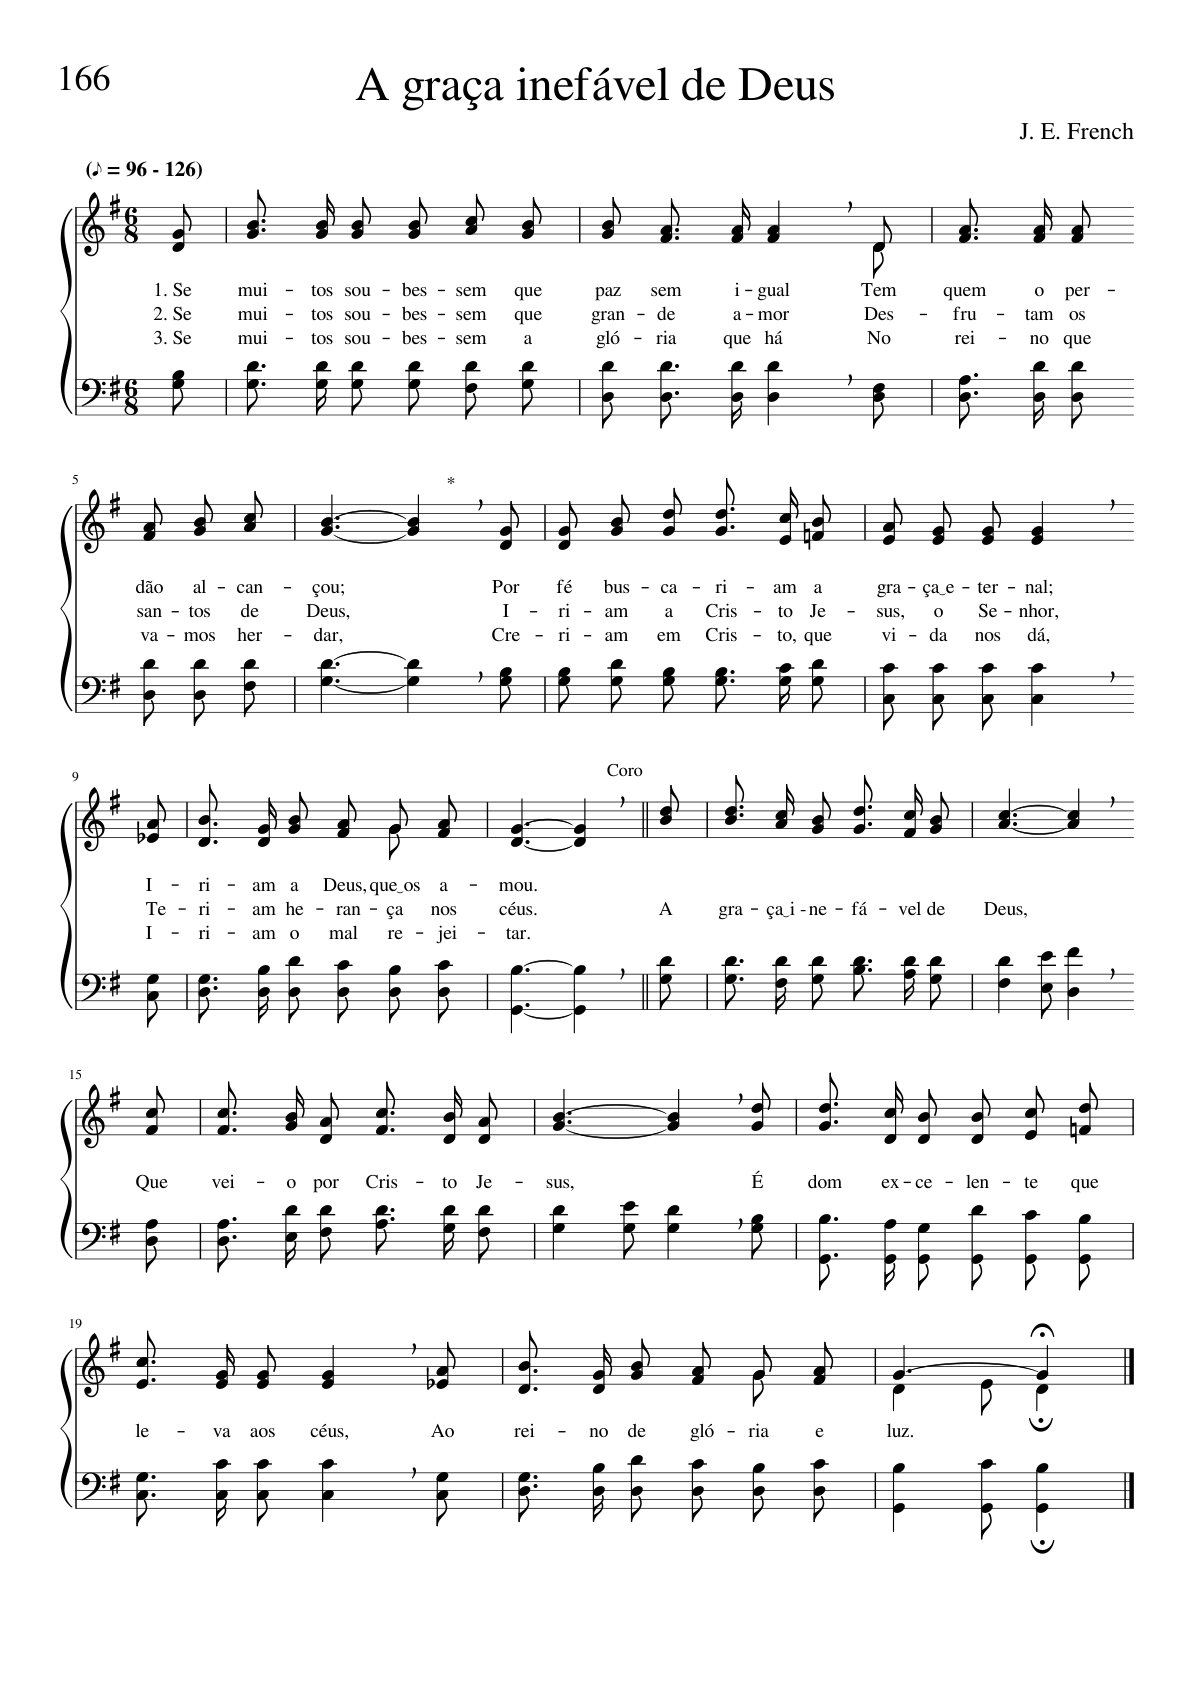 166
A graça inefável de Deus
J. E. French
(♪ = 96 - 126)
1. Se mui - tos sou - bes - sem que paz sem i - gual Tem quem o per -
2. Se mui - tos sou - bes - sem que gran - de a - mor Des - fru - tam os
3. Se mui - tos sou - bes - sem a gló - ria que há No rei - no que
5
*
dão al - can - çou; Por fé bus - ca - ri - am a gra - ça‿e - ter - nal;
san - tos de Deus, I - ri - am a Cris - to Je - sus, o Se - nhor,
va - mos her - dar, Cre - ri - am em Cris - to, que vi - da nos dá,
9
Coro
I - ri - am a Deus, que‿os a - mou.
Te - ri - am he - ran - ça nos céus. A gra - ça‿i - ne - fá - vel de Deus,
I - ri - am o mal re - jei - tar.
15
Que vei - o por Cris - to Je - sus, É dom ex - ce - len - te que
19
le - va aos céus, Ao rei - no de gló - ria e luz.